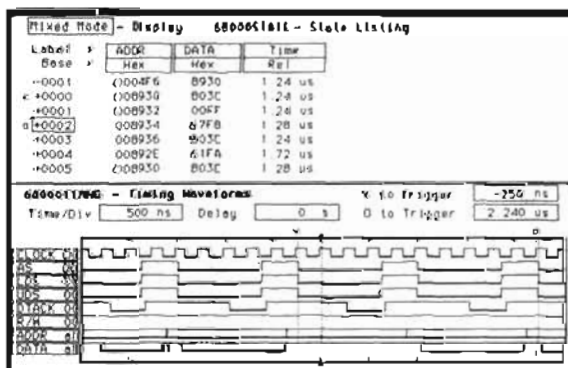 Mixed Mode - Display 68000STATE - State Listing
Label > ADDR DATA Time
Base > Hex Hex Rel
-0001 0004F6 8930 1.24 us
+0000 008930 803C 1.24 us
+0001 008932 00FF 1.24 us
+0002 008934 67F8 1.28 us
+0003 008936 803C 1.24 us
+0004 00892E 61FA 1.72 us
+0005 008930 803C 1.28 us
68000TIMNG - Timing Waveforms X to Trigger -250 ns
Time/Div 500 ns Delay 0 s O to Trigger 2.240 us
CLOCK
AS
LDS
UDS
DTACK
R/W
ADDR all
DATA all